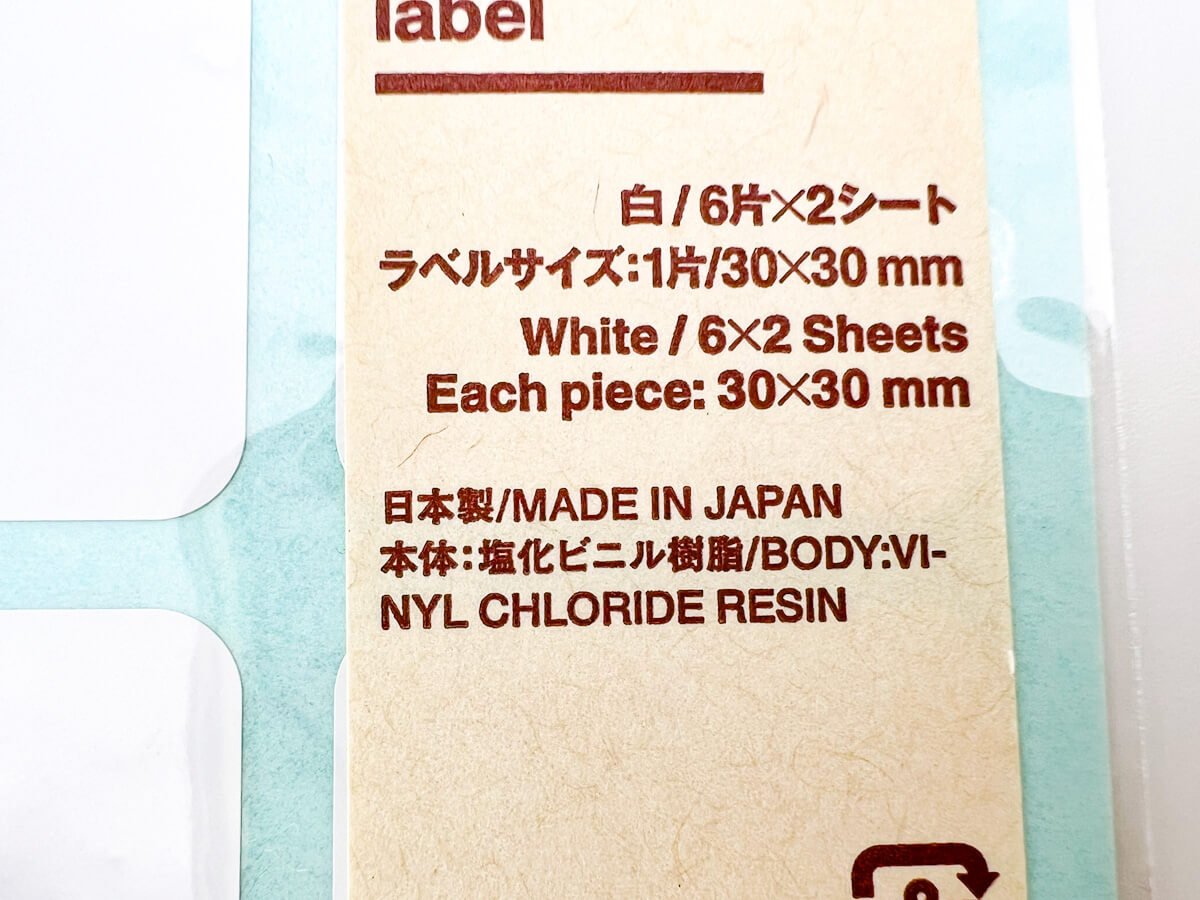 label
白/6片×2シート
ラベルサイズ:1片/30×30 mm
White / 6×2 Sheets
Each piece: 30×30 mm
日本製/MADE IN JAPAN
本体:塩化ビニル樹脂/BODY:VI-
NYL CHLORIDE RESIN